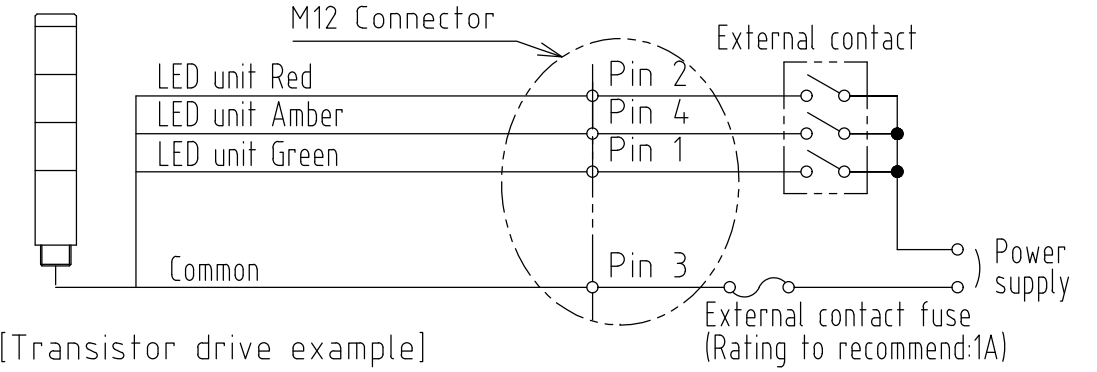 M12 Connector
External contact
LED unit Red
Pin 2
LED unit Amber
Pin 4
LED unit Green
Pin 1
Common
Pin 3
Power
supply
External contact fuse
(Rating to recommend:1A)
[Transistor drive example]